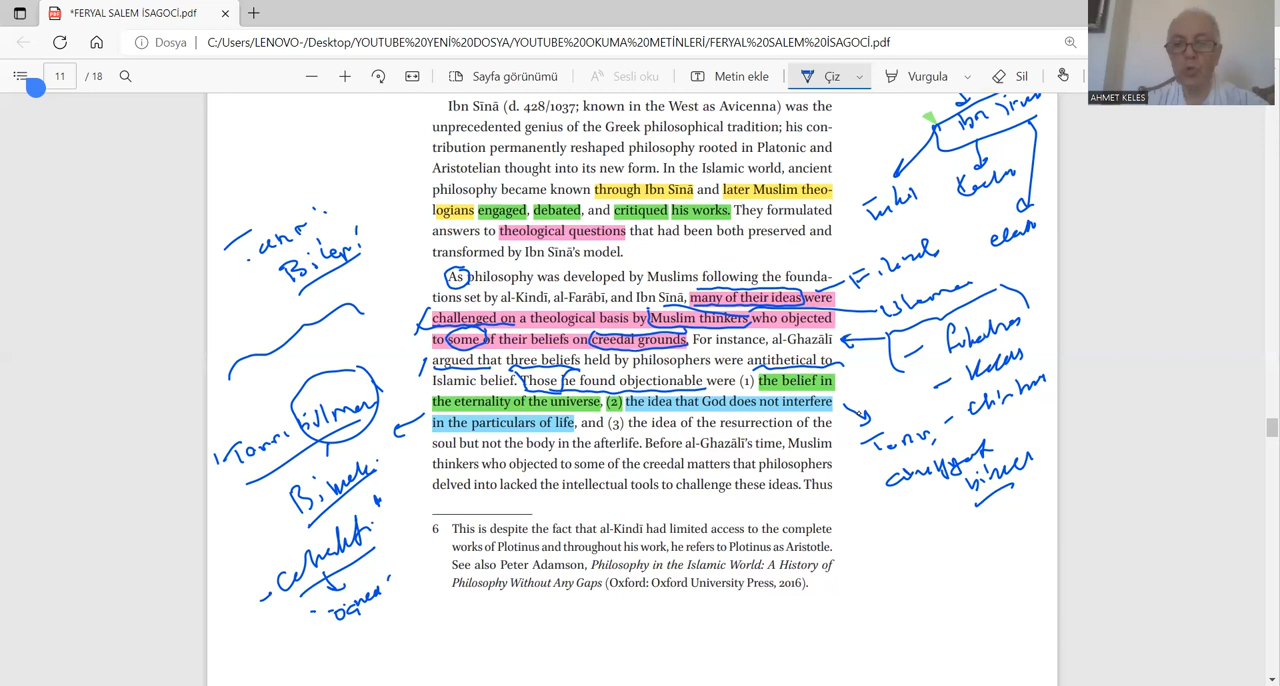 *FERYAL SALEM İSAGOCİ.pdf
Dosya
C:/Users/LENOVO-/Desktop/YOUTUBE%20YENİ%20DOSYA/YOUTUBE%20OKUMA%20METİNLERİ/FERYAL%20SALEM%20İSAGOCİ.pdf
11 / 18
Sayfa görünümü
Sesli oku
Metin ekle
Çiz
Vurgula
Sil
AHMET KELES
Ibn Sīnā (d. 428/1037; known in the West as Avicenna) was the
unprecedented genius of the Greek philosophical tradition; his con-
tribution permanently reshaped philosophy rooted in Platonic and
Aristotelian thought into its new form. In the Islamic world, ancient
philosophy became known through Ibn Sīnā and later Muslim theo-
logians engaged, debated, and critiqued his works. They formulated
answers to theological questions that had been both preserved and
transformed by Ibn Sīnā's model.
As philosophy was developed by Muslims following the founda-
tions set by al-Kindī, al-Farābī, and Ibn Sīnā, many of their ideas were
challenged on a theological basis by Muslim thinkers who objected
to some of their beliefs on creedal grounds. For instance, al-Ghazālī
argued that three beliefs held by philosophers were antithetical to
Islamic belief. Those he found objectionable were (1) the belief in
the eternality of the universe, (2) the idea that God does not interfere
in the particulars of life, and (3) the idea of the resurrection of the
soul but not the body in the afterlife. Before al-Ghazālī's time, Muslim
thinkers who objected to some of the creedal matters that philosophers
delved into lacked the intellectual tools to challenge these ideas. Thus
6 This is despite the fact that al-Kindī had limited access to the complete
works of Plotinus and throughout his work, he refers to Plotinus as Aristotle.
See also Peter Adamson, Philosophy in the Islamic World: A History of
Philosophy Without Any Gaps (Oxford: Oxford University Press, 2016).
Tanrı
Tanrı bilmez
Bilmek